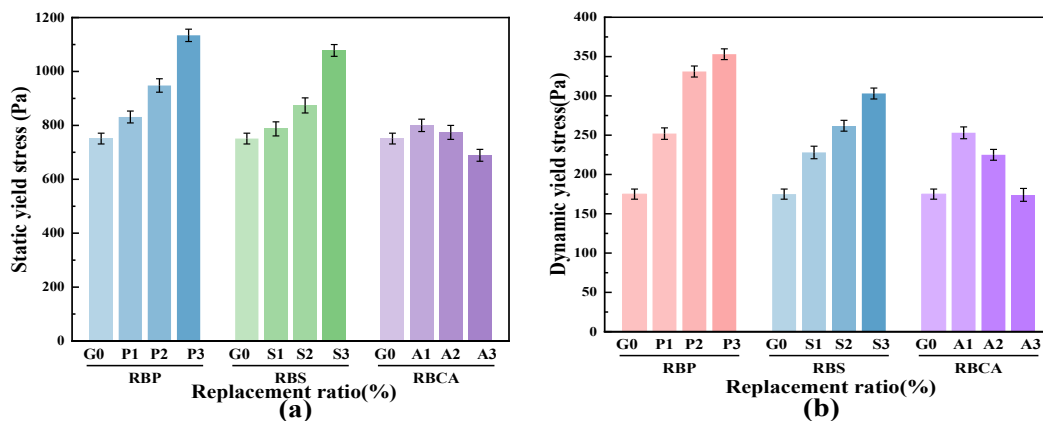 1200
1000
800
600
400
200
0
Static yield stress (Pa)
G0 P1 P2 P3 G0 S1 S2 S3 G0 A1 A2 A3
RBP RBS RBCA
Replacement ratio(%)
(a)
400
350
300
250
200
150
100
50
0
Dynamic yield stress(Pa)
G0 P1 P2 P3 G0 S1 S2 S3 G0 A1 A2 A3
RBP RBS RBCA
Replacement ratio(%)
(b)